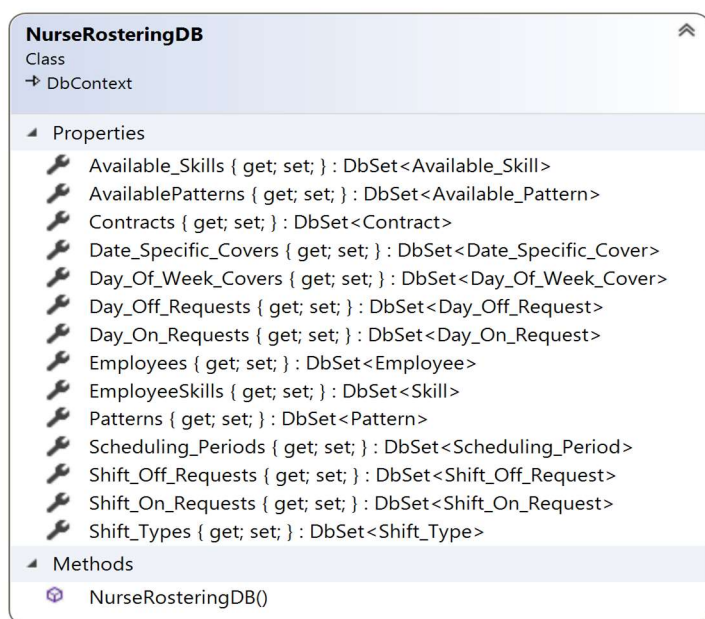 NurseRosteringDB
Class
DbContext
Properties
Available_Skills { get; set; } : DbSet<Available_Skill>
AvailablePatterns { get; set; } : DbSet<Available_Pattern>
Contracts { get; set; } : DbSet<Contract>
Date_Specific_Covers { get; set; } : DbSet<Date_Specific_Cover>
Day_Of_Week_Covers { get; set; } : DbSet<Day_Of_Week_Cover>
Day_Off_Requests { get; set; } : DbSet<Day_Off_Request>
Day_On_Requests { get; set; } : DbSet<Day_On_Request>
Employees { get; set; } : DbSet<Employee>
EmployeeSkills { get; set; } : DbSet<Skill>
Patterns { get; set; } : DbSet<Pattern>
Scheduling_Periods { get; set; } : DbSet<Scheduling_Period>
Shift_Off_Requests { get; set; } : DbSet<Shift_Off_Request>
Shift_On_Requests { get; set; } : DbSet<Shift_On_Request>
Shift_Types { get; set; } : DbSet<Shift_Type>
Methods
NurseRosteringDB()